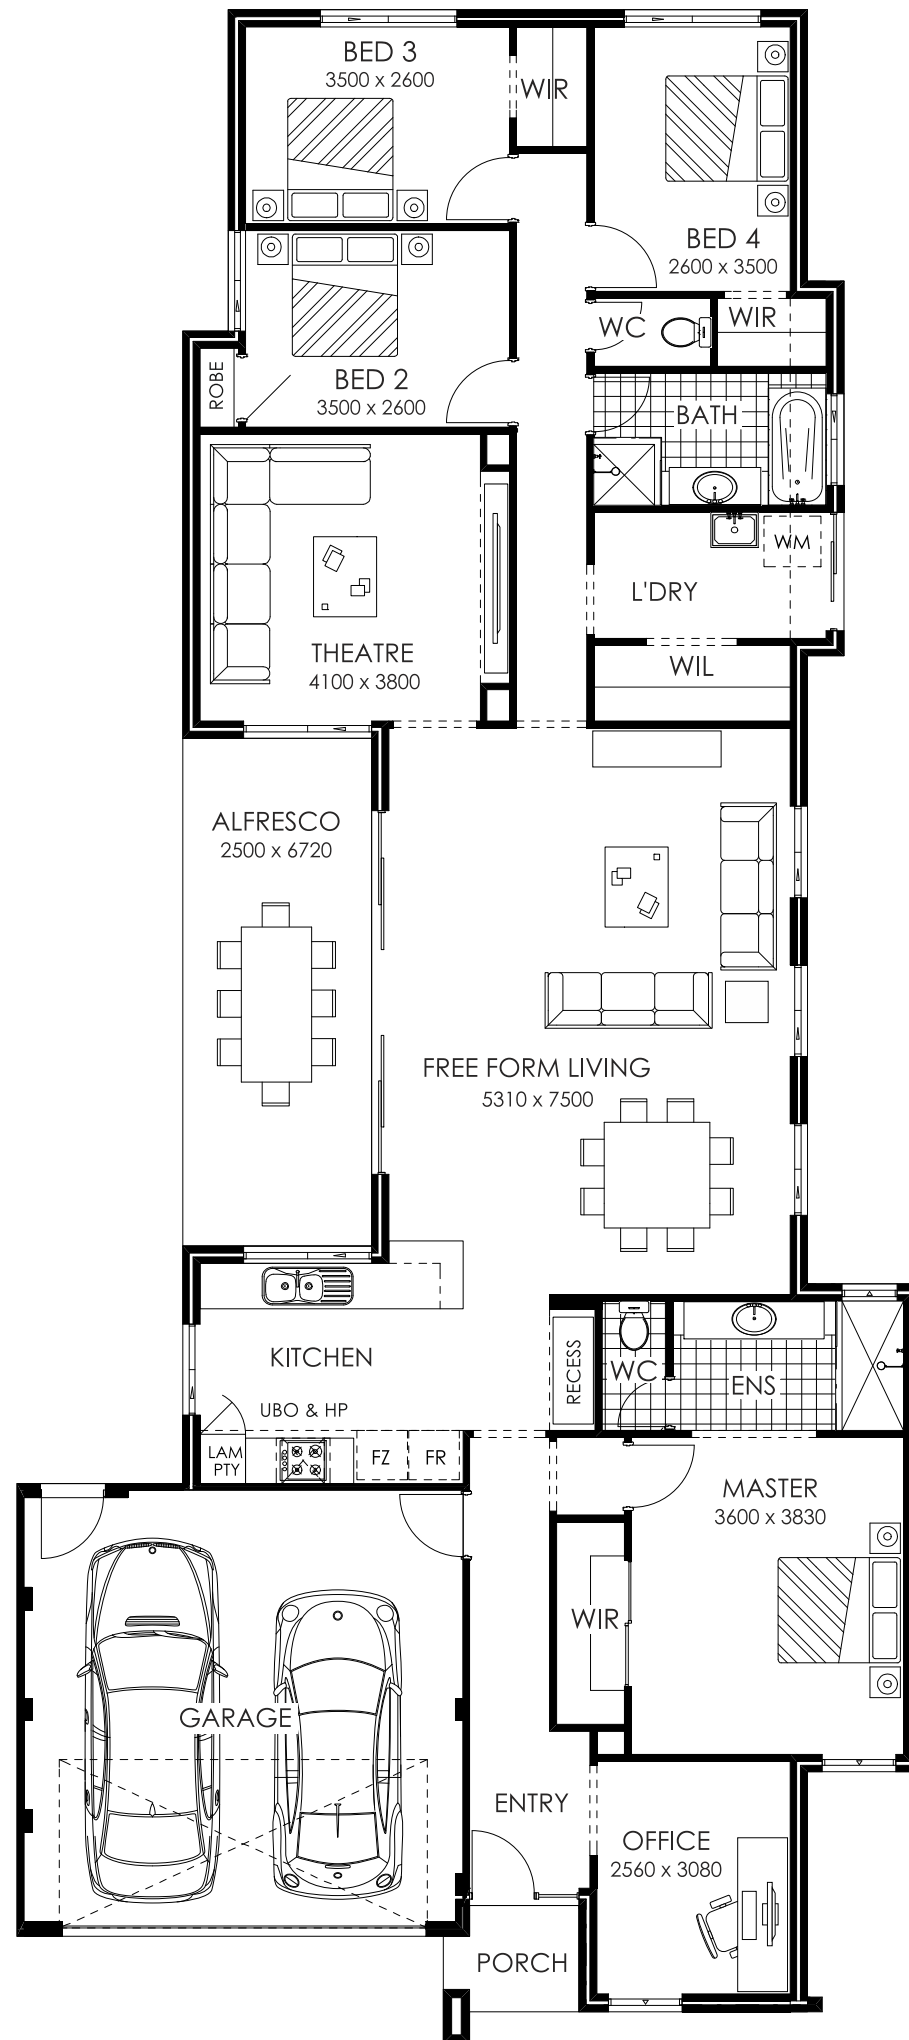 BED 3
3500 x 2600
WIR
BED 4
2600 x 3500
WC
WIR
ROBE
BED 2
3500 x 2600
BATH
WM
L'DRY
THEATRE
4100 x 3800
WIL
ALFRESCO
2500 x 6720
FREE FORM LIVING
5310 x 7500
KITCHEN
RECESS
WC
ENS
UBO & HP
LAM
PTY
FZ
FR
MASTER
3600 x 3830
WIR
GARAGE
ENTRY
OFFICE
2560 x 3080
PORCH